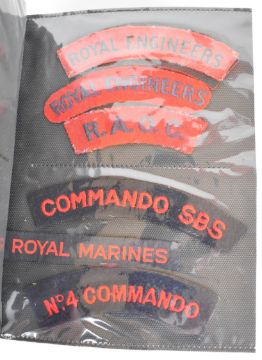 ROYAL ENGINEERS
ROYAL ENGINEERS
R.A.O.C.
COMMANDO SBS
ROYAL MARINES
Nº4 COMMANDO